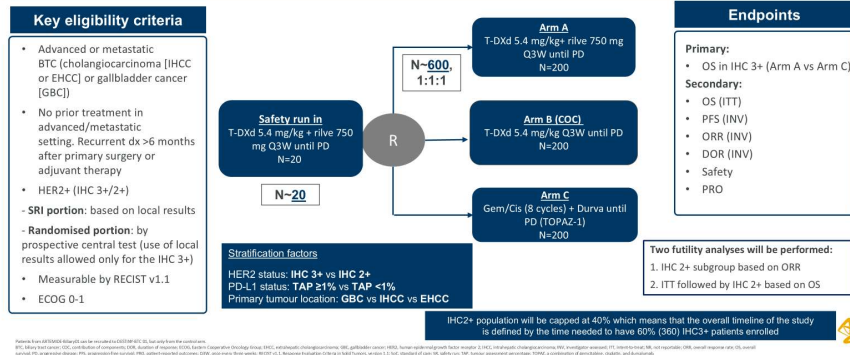 Key eligibility criteria
• Advanced or metastatic
BTC (cholangiocarcinoma [IHCC
or EHCC] or gallbladder cancer
[GBC])
• No prior treatment in
advanced/metastatic
setting. Recurrent dx >6 months
after primary surgery or
adjuvant therapy
• HER2+ (IHC 3+/2+)
- SRI portion: based on local results
- Randomised portion: by
prospective central test (use of local
results allowed only for the IHC 3+)
• Measurable by RECIST v1.1
• ECOG 0-1
Safety run in
T-DXd 5.4 mg/kg + rilve 750
mg Q3W until PD
N=20
N~20
N~600,
1:1:1
R
Arm A
T-DXd 5.4 mg/kg+ rilve 750 mg
Q3W until PD
N=200
Arm B (COC)
T-DXd 5.4 mg/kg Q3W until PD
N=200
Arm C
Gem/Cis (8 cycles) + Durva until
PD (TOPAZ-1)
N=200
Stratification factors
HER2 status: IHC 3+ vs IHC 2+
PD-L1 status: TAP ≥1% vs TAP <1%
Primary tumour location: GBC vs IHCC vs EHCC
Endpoints
Primary:
• OS in IHC 3+ (Arm A vs Arm C)
Secondary:
• OS (ITT)
• PFS (INV)
• ORR (INV)
• DOR (INV)
• Safety
• PRO
Two futility analyses will be performed:
1. IHC 2+ subgroup based on ORR
2. ITT followed by IHC 2+ based on OS
IHC2+ population will be capped at 40% which means that the overall timeline of the study
is defined by the time needed to have 60% (360) IHC3+ patients enrolled